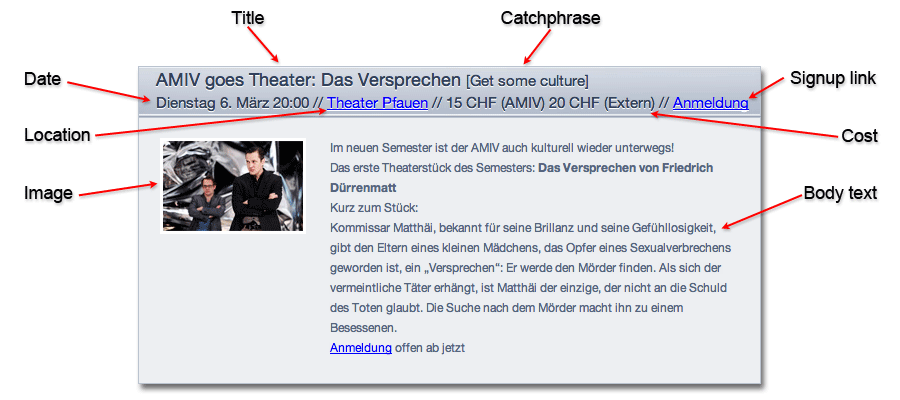 Title
Catchphrase
Date
Signup link
AMIV goes Theater: Das Versprechen [Get some culture]
Dienstag 6. März 20:00 // Theater Pfauen // 15 CHF (AMIV) 20 CHF (Extern) // Anmeldung
Location
Cost
Image
Body text
Im neuen Semester ist der AMIV auch kulturell wieder unterwegs!
Das erste Theaterstück des Semesters: Das Versprechen von Friedrich
Dürrenmatt
Kurz zum Stück:
Kommissar Matthäi, bekannt für seine Brillanz und seine Gefühllosigkeit,
gibt den Eltern eines kleinen Mädchens, das Opfer eines Sexualverbrechens
geworden ist, ein „Versprechen“: Er werde den Mörder finden. Als sich der
vermeintliche Täter erhängt, ist Matthäi der einzige, der nicht an die Schuld
des Toten glaubt. Die Suche nach dem Mörder macht ihn zu einem
Besessenen.
Anmeldung offen ab jetzt